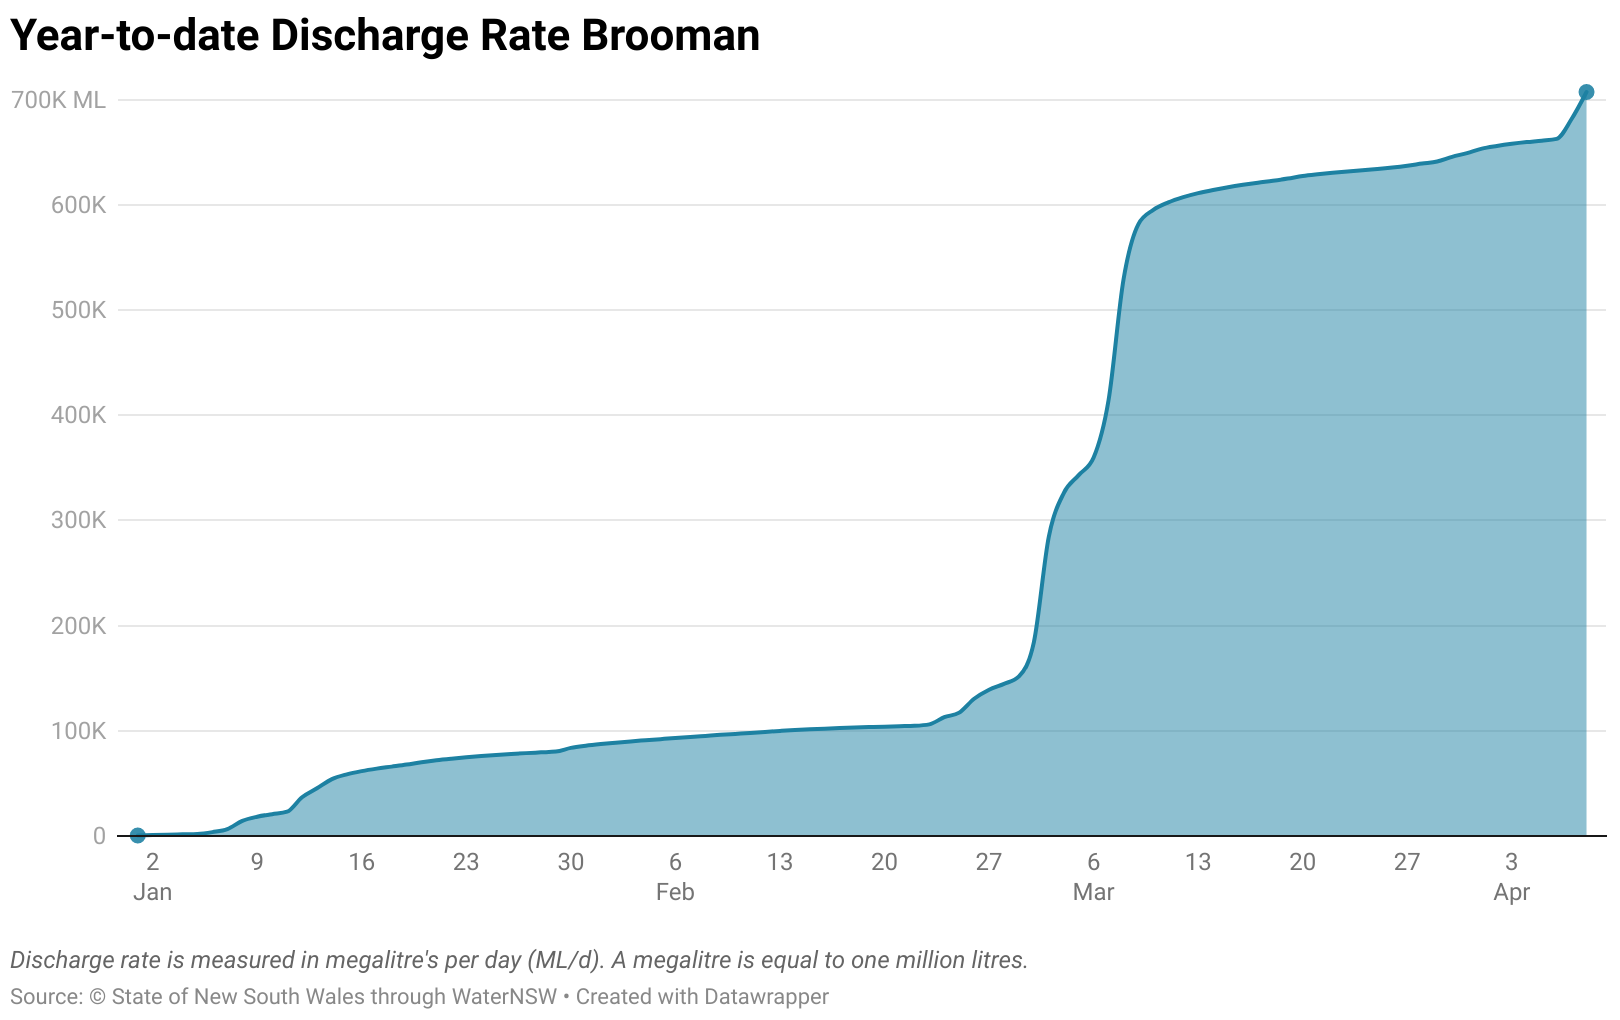 Year-to-date Discharge Rate Brooman
700K ML
600K
500K
400K
300K
200K
100K
0
2 9 16 23 30 6 13 20 27 6 13 20 27 3
Jan Feb Mar Apr
Discharge rate is measured in megalitre's per day (ML/d). A megalitre is equal to one million litres.
Source: © State of New South Wales through WaterNSW • Created with Datawrapper